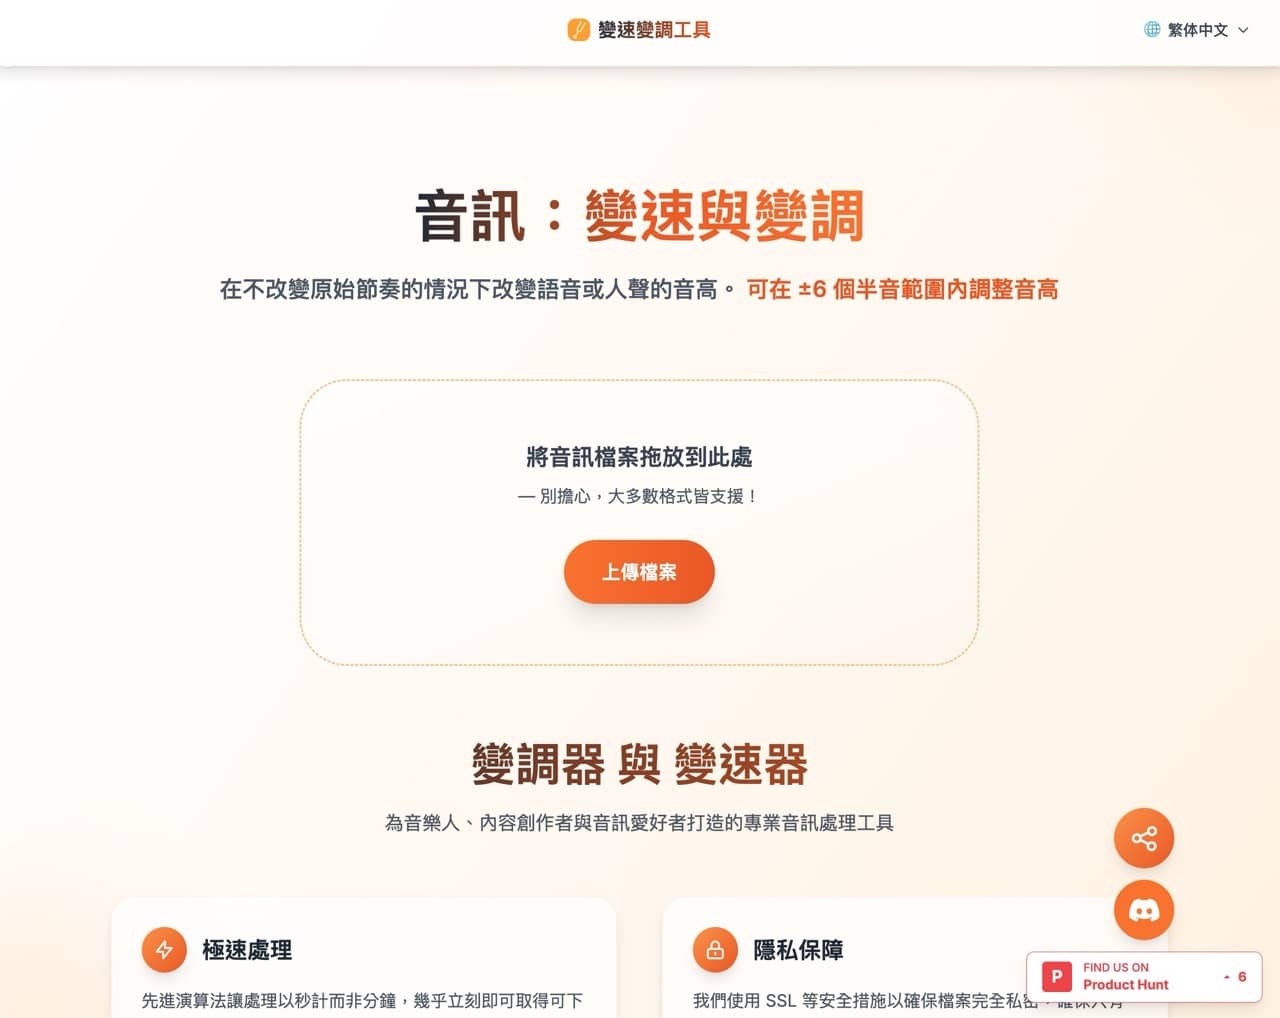 變速變調工具
繁体中文
音訊：變速與變調
在不改變原始節奏的情況下改變語音或人聲的音高。 可在 ±6 個半音範圍內調整音高
將音訊檔案拖放到此處
— 別擔心，大多數格式皆支援！
上傳檔案
變調器 與 變速器
為音樂人、內容創作者與音訊愛好者打造的專業音訊處理工具
極速處理
先進演算法讓處理以秒計而非分鐘，幾乎立刻即可取得可下
隱私保障
我們使用 SSL 等安全措施以確保檔案完全私密，確保只有
P
FIND US ON
Product Hunt
6